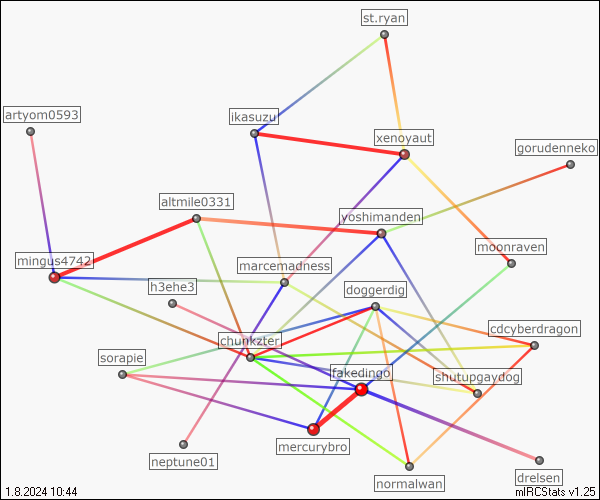 st.ryan
artyom0593
ikasuzu
xenoyaut
gorudenneko
altmile0331
yoshimanden
moonraven
mingus4742
marcemadness
h3ehe3
doggerdig
chunkzter
cdcyberdragon
sorapie
fakedingo
shutupgaydog
mercurybro
neptune01
normalwan
drelsen
1.8.2024 10:44
mIRCStats v1.25